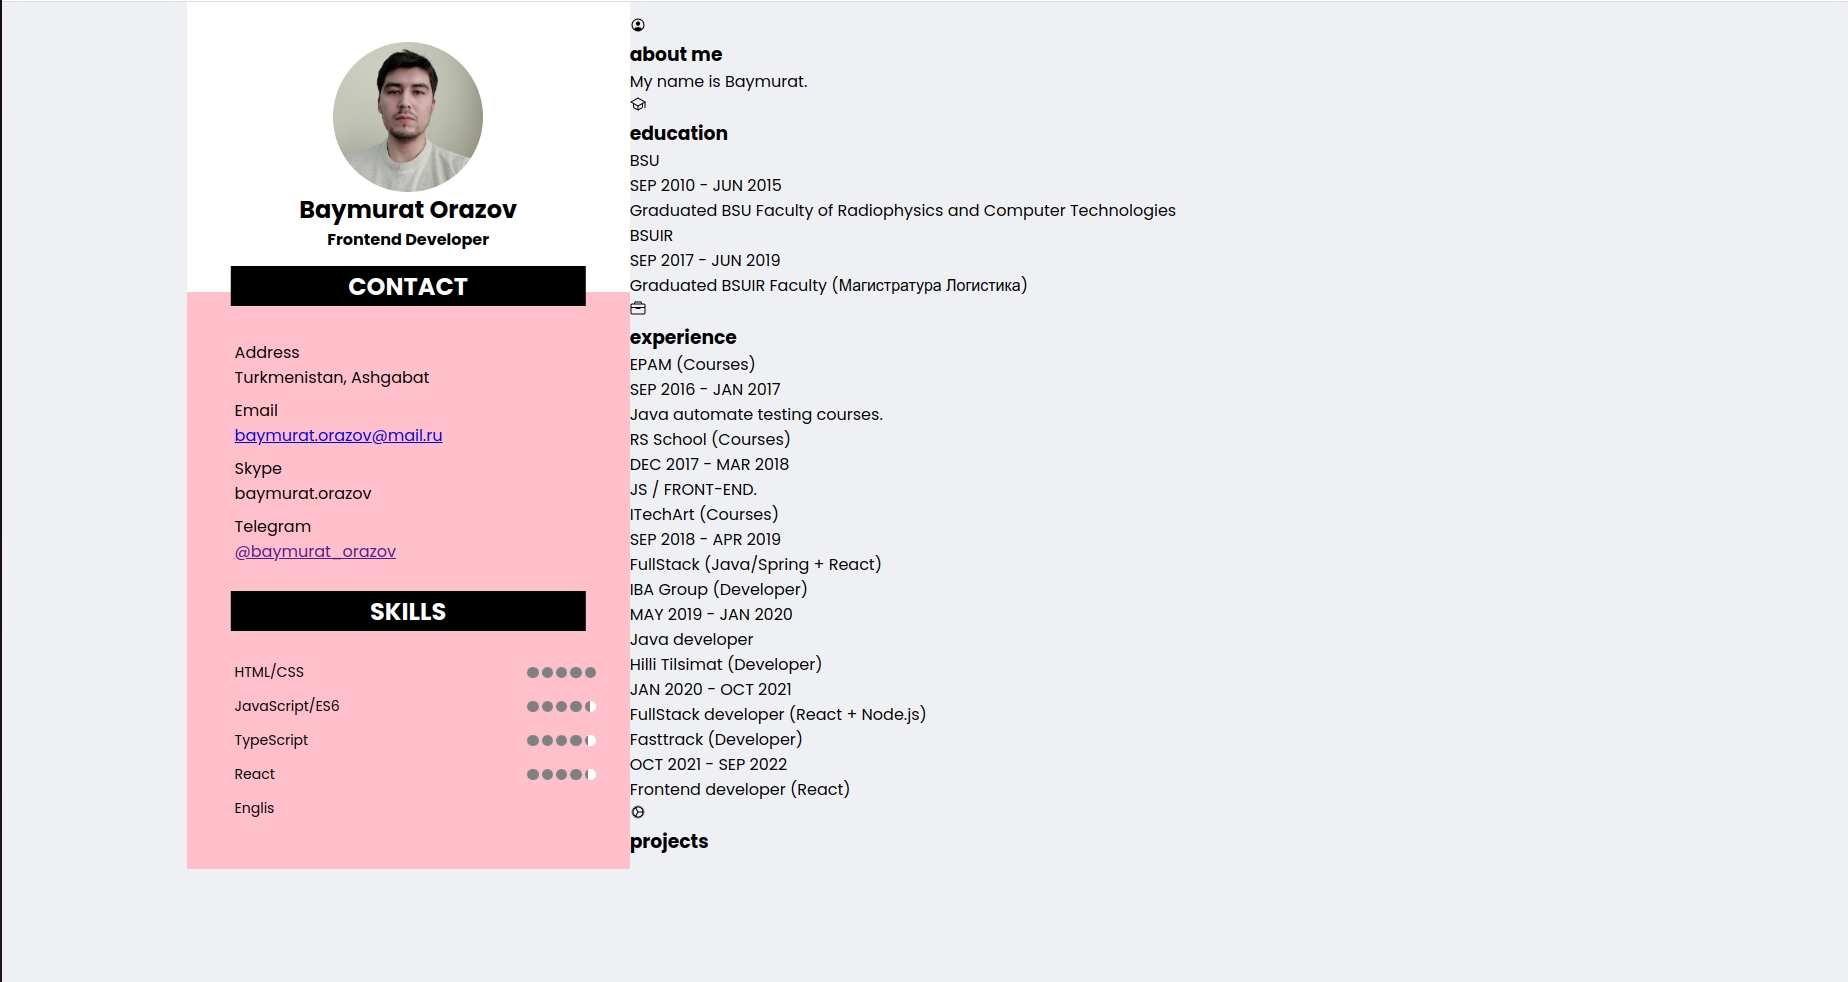 Baymurat Orazov
Frontend Developer
CONTACT
Address
Turkmenistan, Ashgabat
Email
baymurat.orazov@mail.ru
Skype
baymurat.orazov
Telegram
@baymurat_orazov
SKILLS
HTML/CSS
JavaScript/ES6
TypeScript
React
Englis
about me
My name is Baymurat.
education
BSU
SEP 2010 - JUN 2015
Graduated BSU Faculty of Radiophysics and Computer Technologies
BSUIR
SEP 2017 - JUN 2019
Graduated BSUIR Faculty (Магистратура Логистика)
experience
EPAM (Courses)
SEP 2016 - JAN 2017
Java automate testing courses.
RS School (Courses)
DEC 2017 - MAR 2018
JS / FRONT-END.
ITechArt (Courses)
SEP 2018 - APR 2019
FullStack (Java/Spring + React)
IBA Group (Developer)
MAY 2019 - JAN 2020
Java developer
Hilli Tilsimat (Developer)
JAN 2020 - OCT 2021
FullStack developer (React + Node.js)
Fasttrack (Developer)
OCT 2021 - SEP 2022
Frontend developer (React)
projects